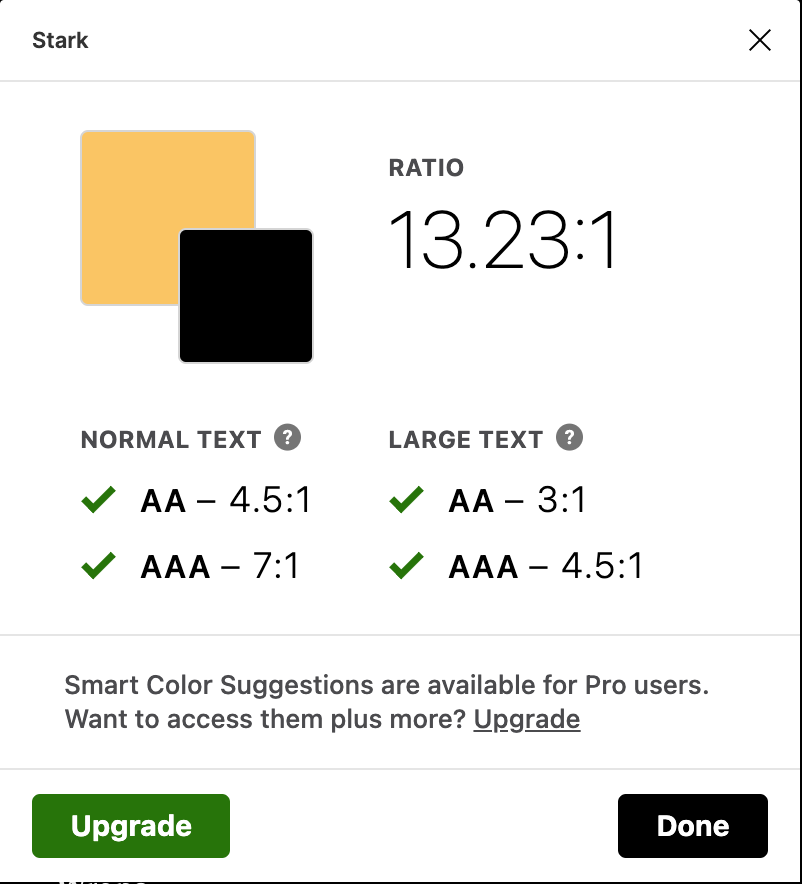 Stark
RATIO
13.23:1
NORMAL TEXT ?
AA – 4.5:1
AAA – 7:1
LARGE TEXT ?
AA – 3:1
AAA – 4.5:1
Smart Color Suggestions are available for Pro users.
Want to access them plus more? Upgrade
Upgrade
Done